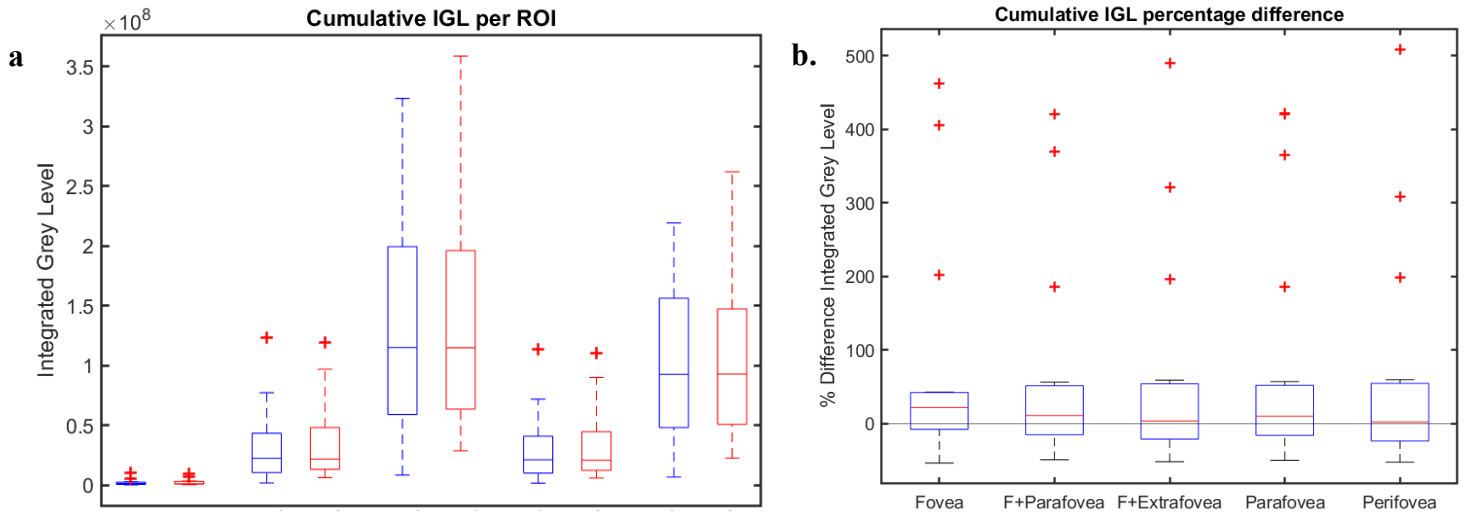 a
Cumulative IGL per ROI
×10⁸
Integrated Grey Level
3.5
3
2.5
2
1.5
1
0.5
0
b.
Cumulative IGL percentage difference
% Difference Integrated Grey Level
500
400
300
200
100
0
Fovea F+Parafovea F+Extrafovea Parafovea Perifovea